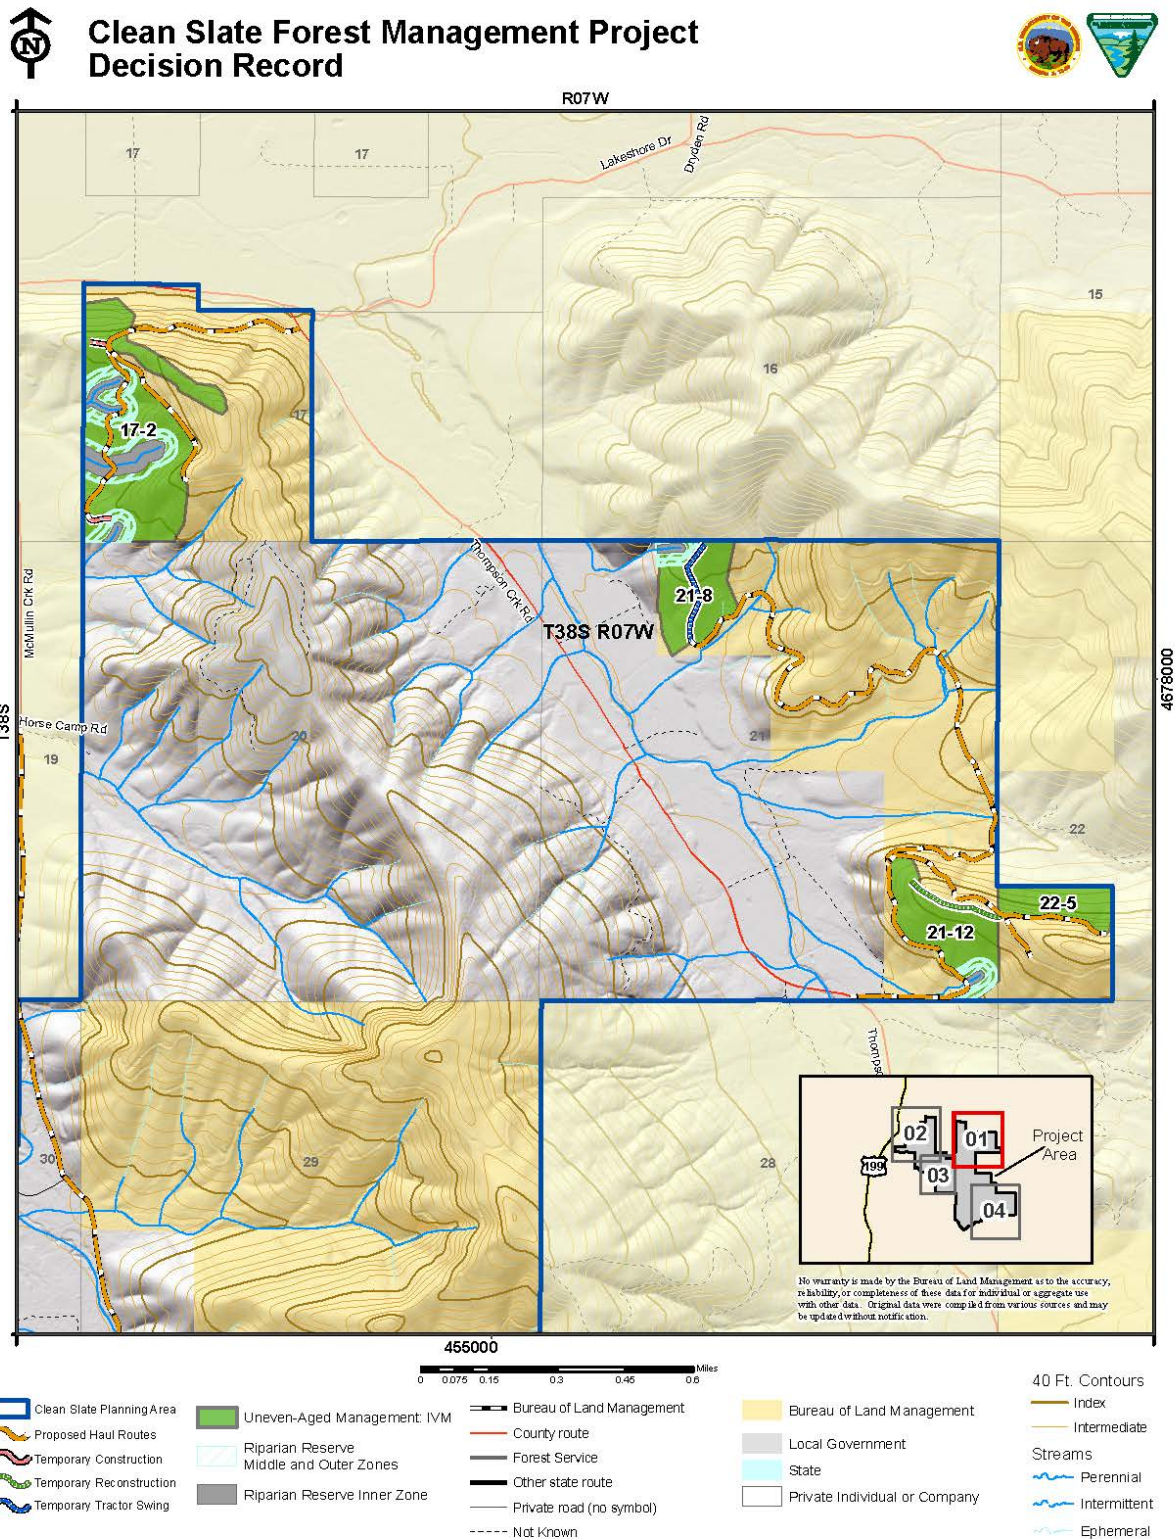 Clean Slate Forest Management Project
Decision Record
N
R07W
17
17
Lakeshore Dr
Dryden Rd
15
16
17
17-2
McMullin Crk Rd
Thompson Crk Rd
21-8
T38S R07W
4678000
T38S
Horse Camp Rd
19
20
21
22
22-5
21-12
Thomps
30
29
28
02
01
Project
Area
199
03
04
No warranty is made by the Bureau of Land Management as to the accuracy,
reliability, or completeness of these data for individual or aggregate use
with other data. Original data were compiled from various sources and may
be updated without notification.
455000
Miles
0 0.075 0.15 0.3 0.45 0.6
Clean Slate Planning Area
Proposed Haul Routes
Temporary Construction
Temporary Reconstruction
Temporary Tractor Swing
Uneven-Aged Management: IVM
Riparian Reserve
Middle and Outer Zones
Riparian Reserve Inner Zone
Bureau of Land Management
County route
Forest Service
Other state route
Private road (no symbol)
Not Known
Bureau of Land Management
Local Government
State
Private Individual or Company
40 Ft. Contours
Index
Intermediate
Streams
Perennial
Intermittent
Ephemeral